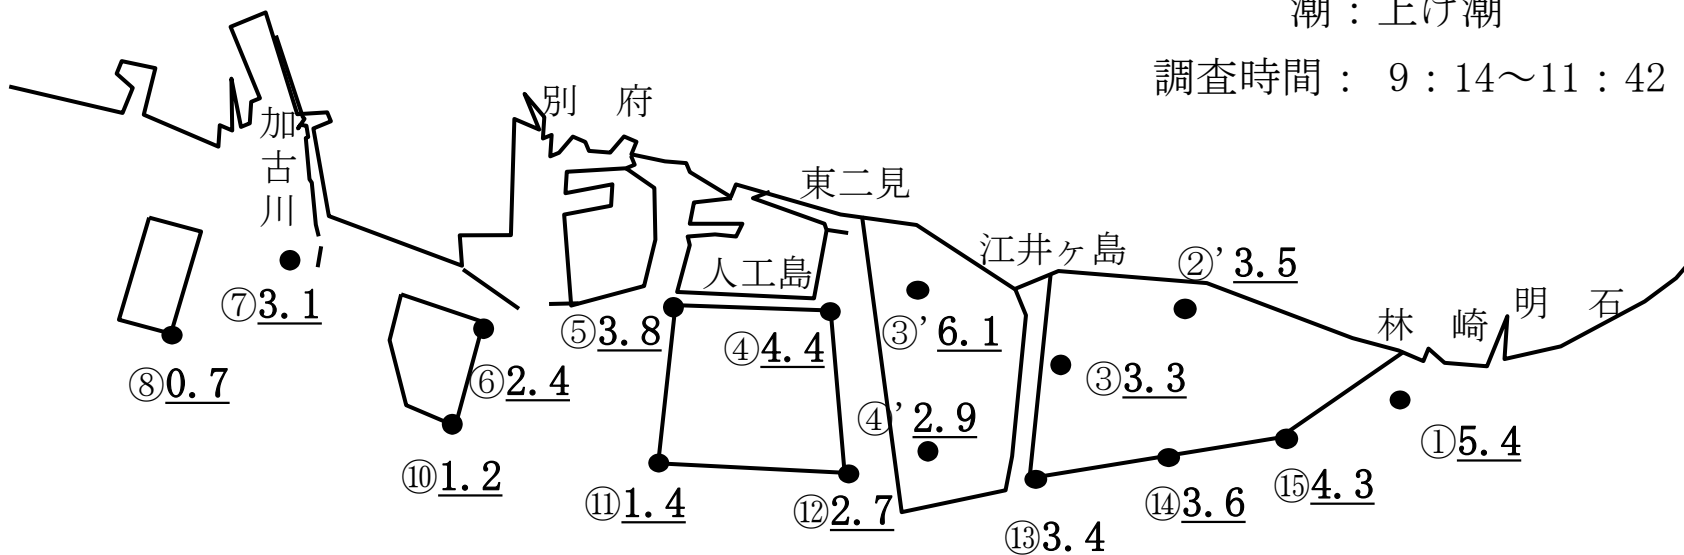 潮：上げ潮
調査時間： 9：14～11：42
別 府
加古川
東二見
江井ヶ島
②’3.5
人工島
⑦3.1
明 石
林 崎
⑤3.8
④4.4
③’6.1
⑧0.7
⑥2.4
③3.3
④’2.9
①5.4
⑩1.2
⑪1.4
⑫2.7
⑭3.6
⑮4.3
⑬3.4